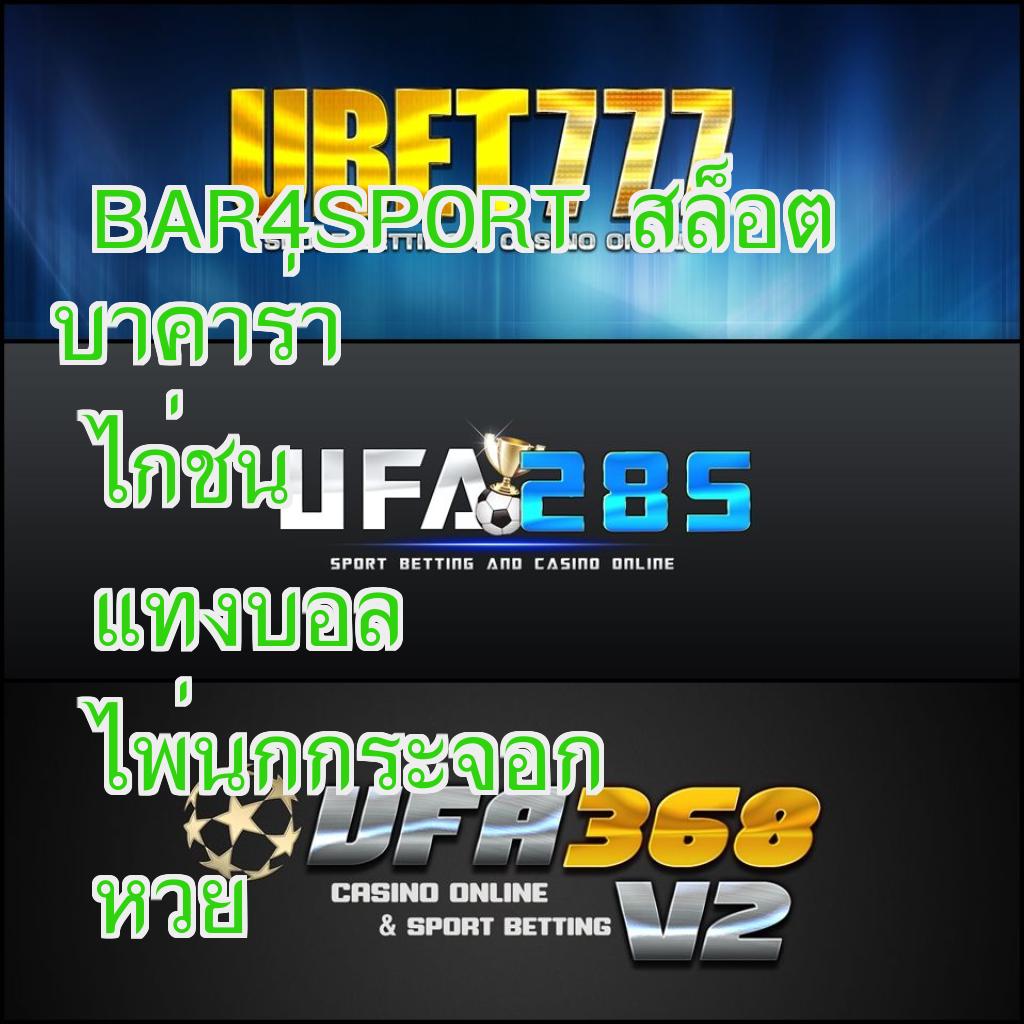 UBET.777
BAR4SPORT สล็อต
บาคาร่า
ไก่ชน
UFA285
SPORT BETTING AND CASINO ONLINE
แทงบอล
ไพ่นกกระจอก
UFA368
CASINO ONLINE
& SPORT BETTING
V2
หวย